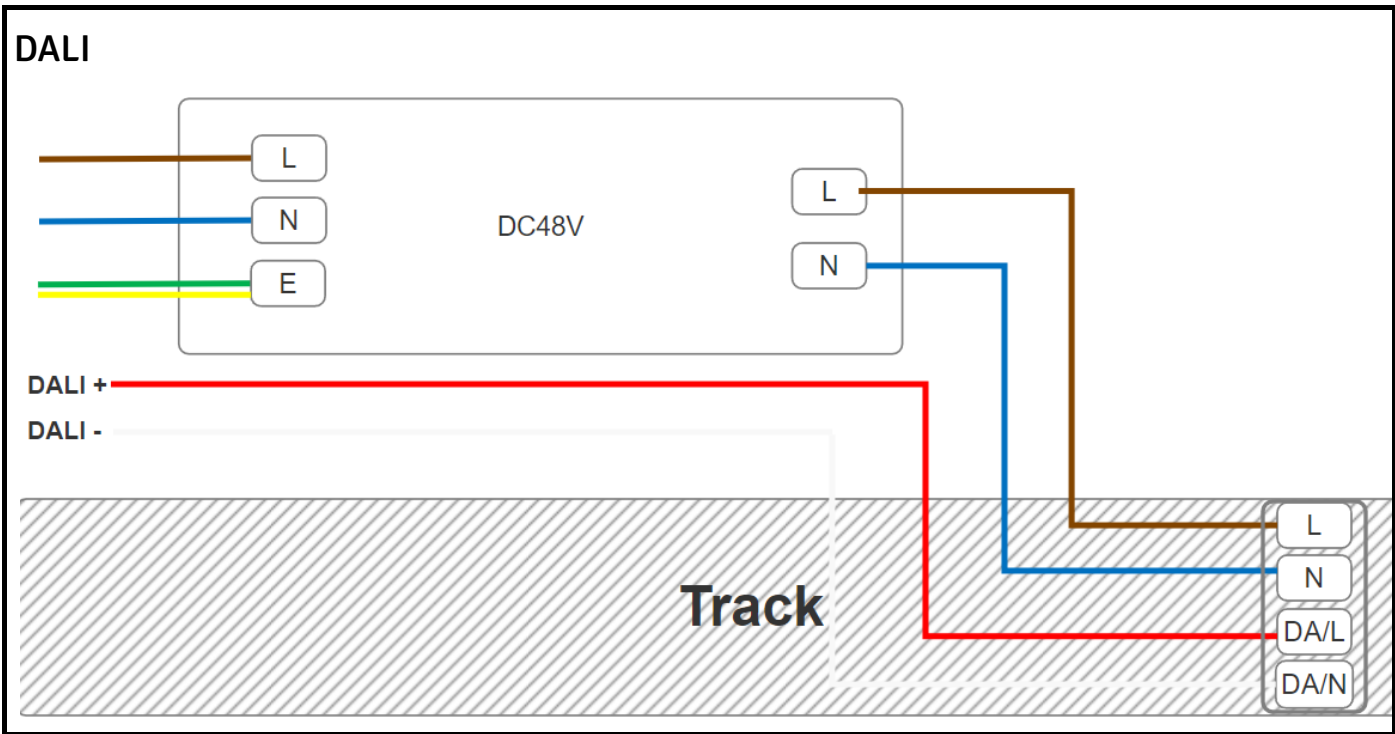 DALI
L
N
E
DC48V
L
N
DALI +
DALI -
Track
L
N
DA/L
DA/N